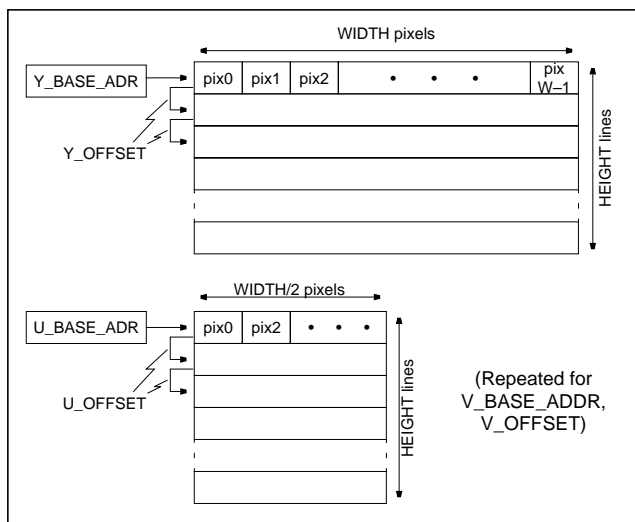 WIDTH pixels
Y_BASE_ADR
pix0 pix1 pix2 • • • pix
W–1
Y_OFFSET
HEIGHT lines
WIDTH/2 pixels
U_BASE_ADR
pix0 pix2 • • •
U_OFFSET
HEIGHT lines
(Repeated for
V_BASE_ADDR,
V_OFFSET)